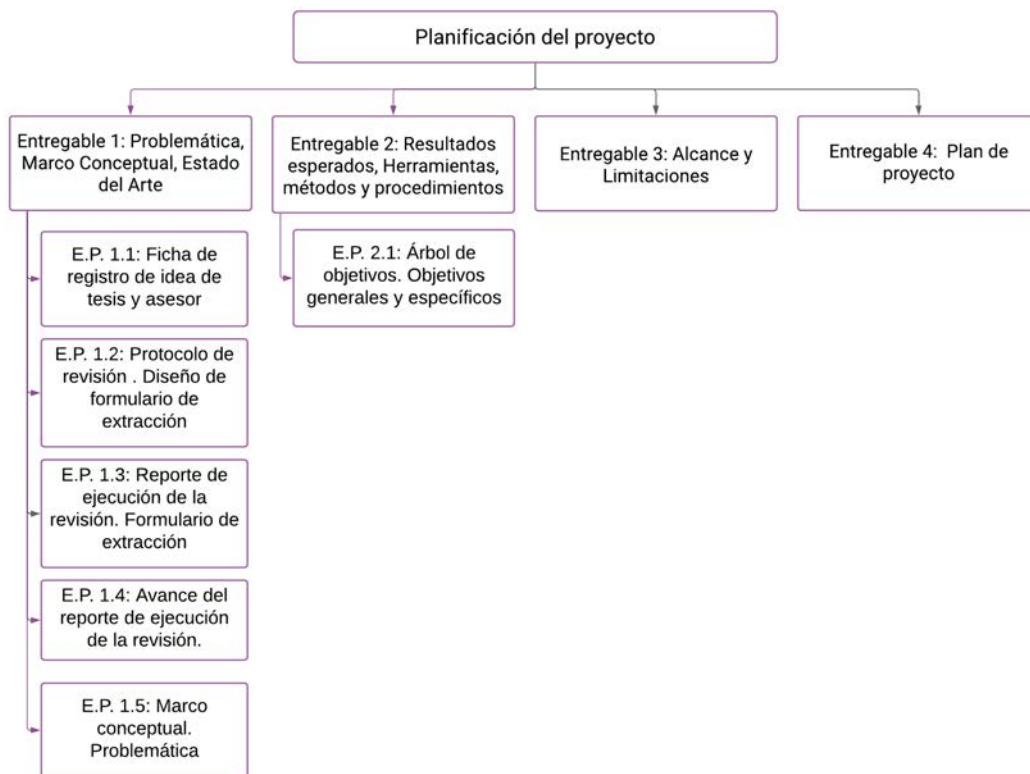 Planificación del proyecto
Entregable 1: Problemática,
Marco Conceptual, Estado
del Arte
Entregable 2: Resultados
esperados, Herramientas,
métodos y procedimientos
Entregable 3: Alcance y
Limitaciones
Entregable 4:  Plan de
proyecto
E.P. 1.1: Ficha de
registro de idea de
tesis y asesor
E.P. 2.1: Árbol de
objetivos. Objetivos
generales y específicos
E.P. 1.2: Protocolo de
revisión . Diseño de
formulario de
extracción
E.P. 1.3: Reporte de
ejecución de la
revisión. Formulario de
extracción
E.P. 1.4: Avance del
reporte de ejecución
de la revisión.
E.P. 1.5: Marco
conceptual.
Problemática